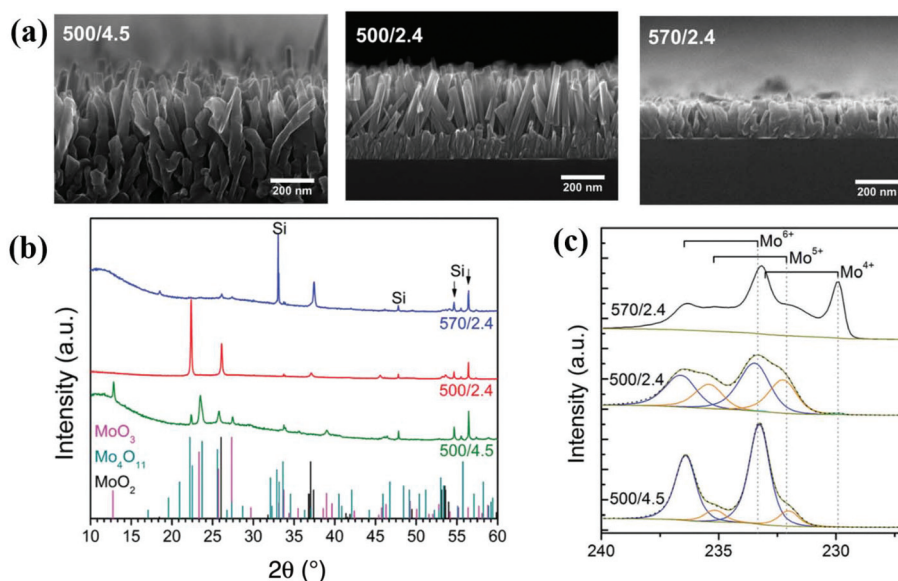 (a)
500/4.5
500/2.4
570/2.4
200 nm
200 nm
200 nm
(b)
Si
Si
Si
570/2.4
500/2.4
500/4.5
MoO3
Mo4O11
MoO2
Intensity (a.u.)
10 15 20 25 30 35 40 45 50 55 60
2θ (°)
(c)
Mo6+
Mo5+
Mo4+
570/2.4
500/2.4
500/4.5
Intensity (a.u.)
240 235 230